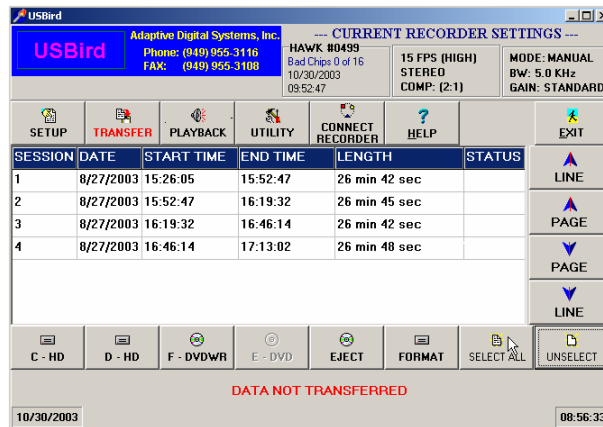 USBird
USBird
Adaptive Digital Systems, Inc.
Phone: (949) 955-3116
FAX: (949) 955-3108
--- CURRENT RECORDER SETTINGS ---
HAWK #0499
Bad Chips 0 of 16
10/30/2003
09:52:47
15 FPS (HIGH)
STEREO
COMP: (2:1)
MODE: MANUAL
BW: 5.0 KHz
GAIN: STANDARD
SETUP TRANSFER PLAYBACK UTILITY CONNECT RECORDER HELP EXIT
SESSION DATE START TIME END TIME LENGTH STATUS
1 8/27/2003 15:26:05 15:52:47 26 min 42 sec
2 8/27/2003 15:52:47 16:19:32 26 min 45 sec
3 8/27/2003 16:19:32 16:46:14 26 min 42 sec
4 8/27/2003 16:46:14 17:13:02 26 min 48 sec
LINE
PAGE
PAGE
LINE
C - HD D - HD F - DVDWR E - DVD EJECT FORMAT SELECT ALL UNSELECT
DATA NOT TRANSFERRED
10/30/2003 08:56:33